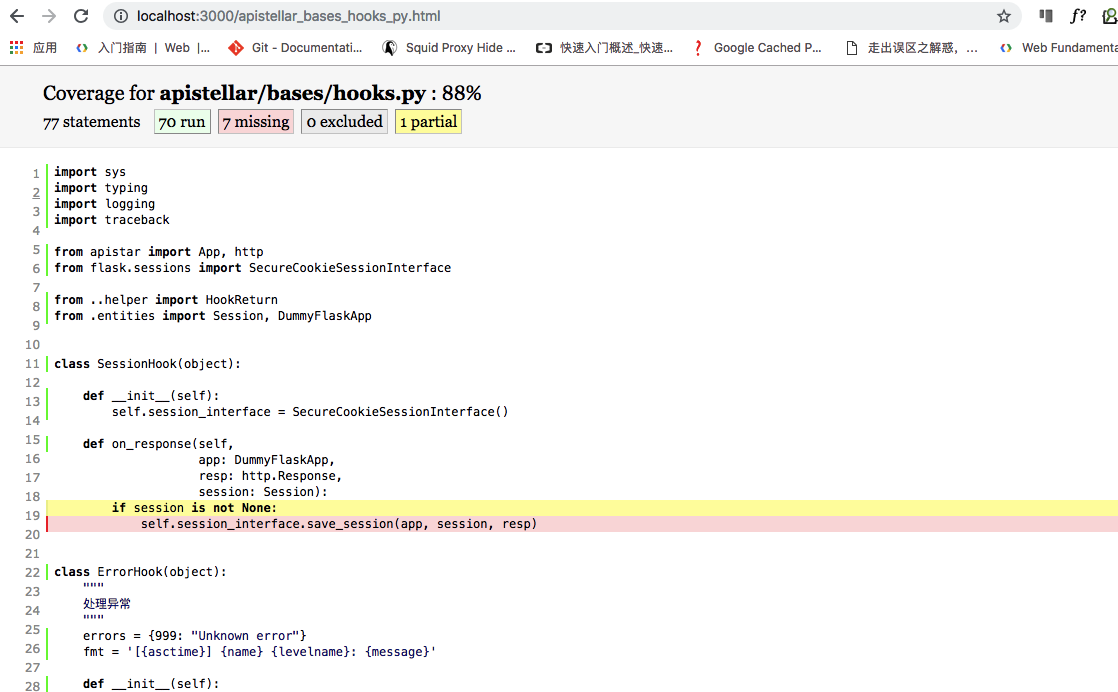 localhost:3000/apistellar_bases_hooks_py.html
应用 入门指南 | Web |... Git - Documentati... Squid Proxy Hide ... 快速入门概述_快速... Google Cached P... 走出误区之解惑，... Web Fundamenta
Coverage for apistellar/bases/hooks.py : 88%
77 statements 70 run 7 missing 0 excluded 1 partial
1 import sys
2 import typing
3 import logging
4 import traceback
5 from apistar import App, http
6 from flask.sessions import SecureCookieSessionInterface
7
8 from ..helper import HookReturn
9 from .entities import Session, DummyFlaskApp
10
11 class SessionHook(object):
12
13 def __init__(self):
14 self.session_interface = SecureCookieSessionInterface()
15 def on_response(self,
16 app: DummyFlaskApp,
17 resp: http.Response,
18 session: Session):
19 if session is not None:
20 self.session_interface.save_session(app, session, resp)
21
22 class ErrorHook(object):
23 """
24 处理异常
"""
25 errors = {999: "Unknown error"}
26 fmt = '[{asctime}] {name} {levelname}: {message}'
27
28 def __init__(self):